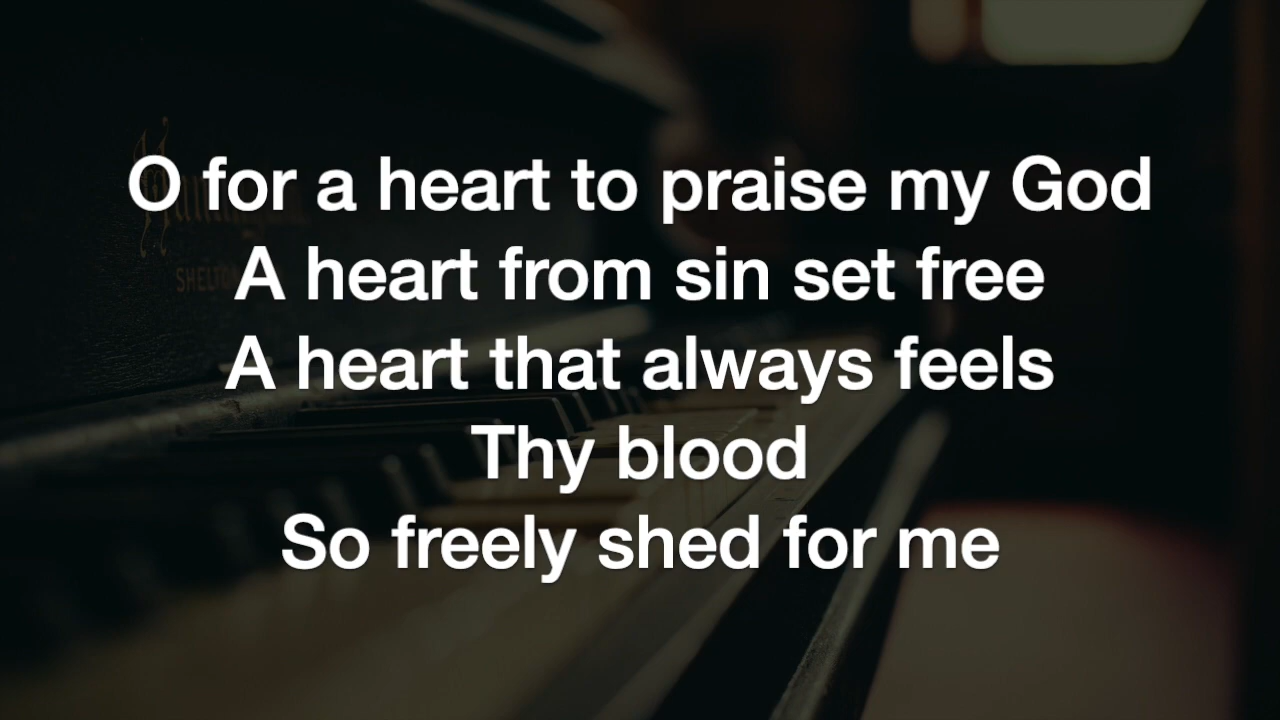 O for a heart to praise my God
A heart from sin set free
A heart that always feels
Thy blood
So freely shed for me